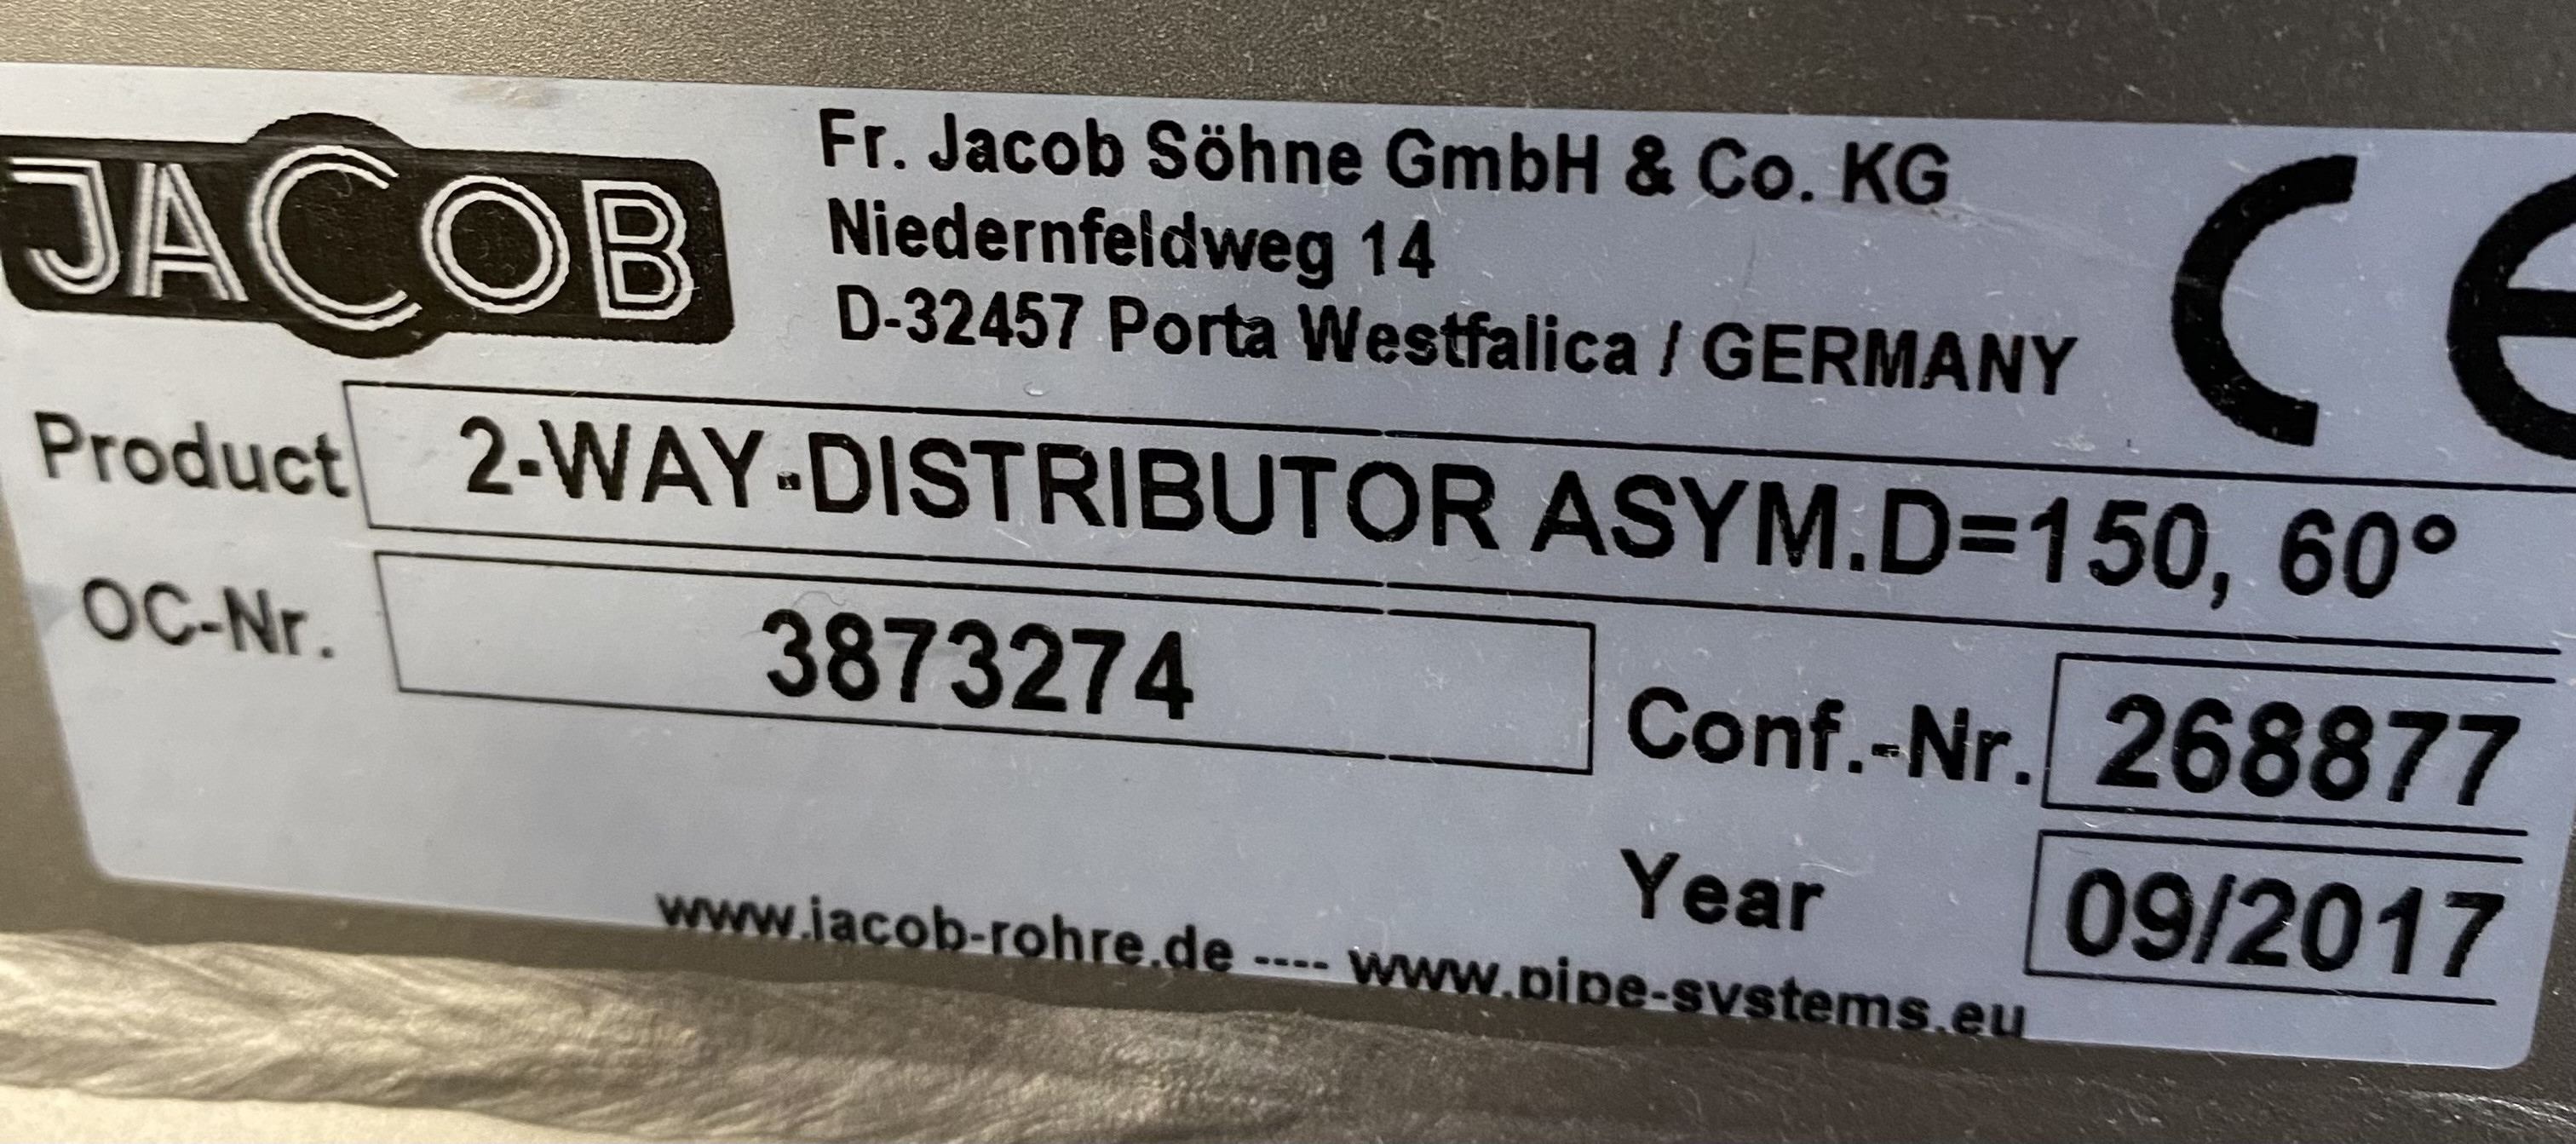 JACOB
Fr. Jacob Söhne GmbH & Co. KG
Niedernfeldweg 14
D-32457 Porta Westfalica / GERMANY
CE
Product 2-WAY-DISTRIBUTOR ASYM.D=150, 60°
OC-Nr. 3873274
Conf.-Nr. 268877
Year 09/2017
www.jacob-rohre.de ---- www.pipe-systems.eu